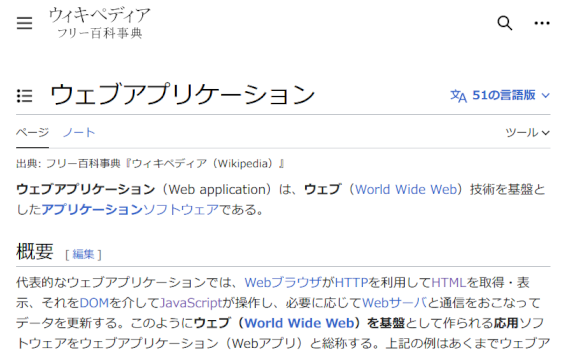 ウィキペディア
フリー百科事典
ウェブアプリケーション
51の言語版
ページ ノート ツール
出典: フリー百科事典『ウィキペディア（Wikipedia）』
ウェブアプリケーション（Web application）は、ウェブ（World Wide Web）技術を基盤と
したアプリケーションソフトウェアである。
概要 [編集]
代表的なウェブアプリケーションでは、WebブラウザがHTTPを利用してHTMLを取得・表
示、それをDOMを介してJavaScriptが操作し、必要に応じてWebサーバと通信をおこなって
データを更新する。このようにウェブ（World Wide Web）を基盤として作られる応用ソフ
トウェアをウェブアプリケーション（Webアプリ）と総称する。上記の例はあくまでウェブア